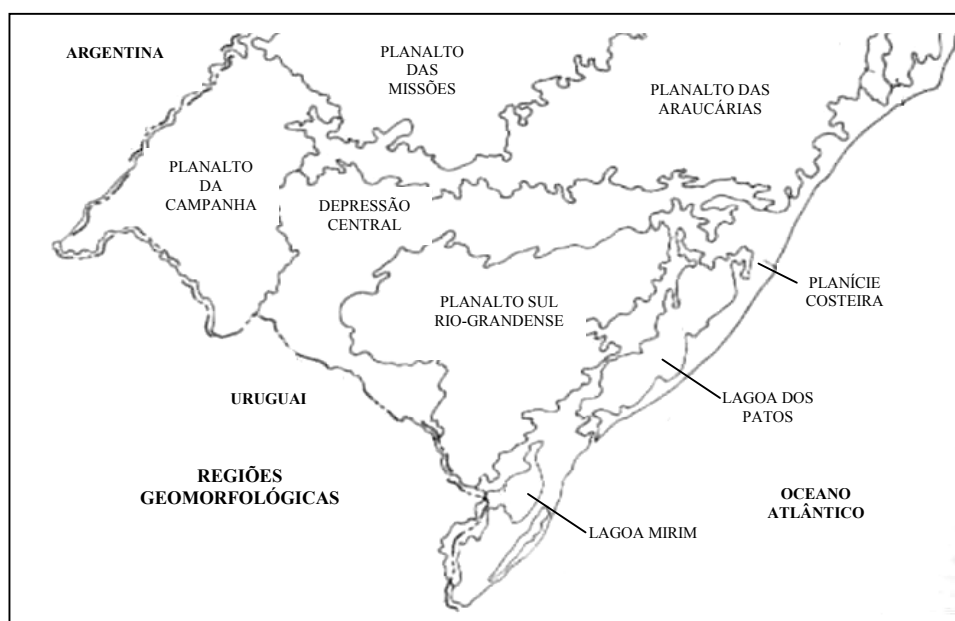 ARGENTINA
PLANALTO
DAS
MISSÕES
PLANALTO DAS
ARAUCÁRIAS
PLANALTO
DA
CAMPANHA
DEPRESSÃO
CENTRAL
PLANALTO SUL
RIO-GRANDENSE
PLANÍCIE
COSTEIRA
URUGUAI
LAGOA DOS
PATOS
REGIÕES
GEOMORFOLÓGICAS
OCEANO
ATLÂNTICO
LAGOA MIRIM